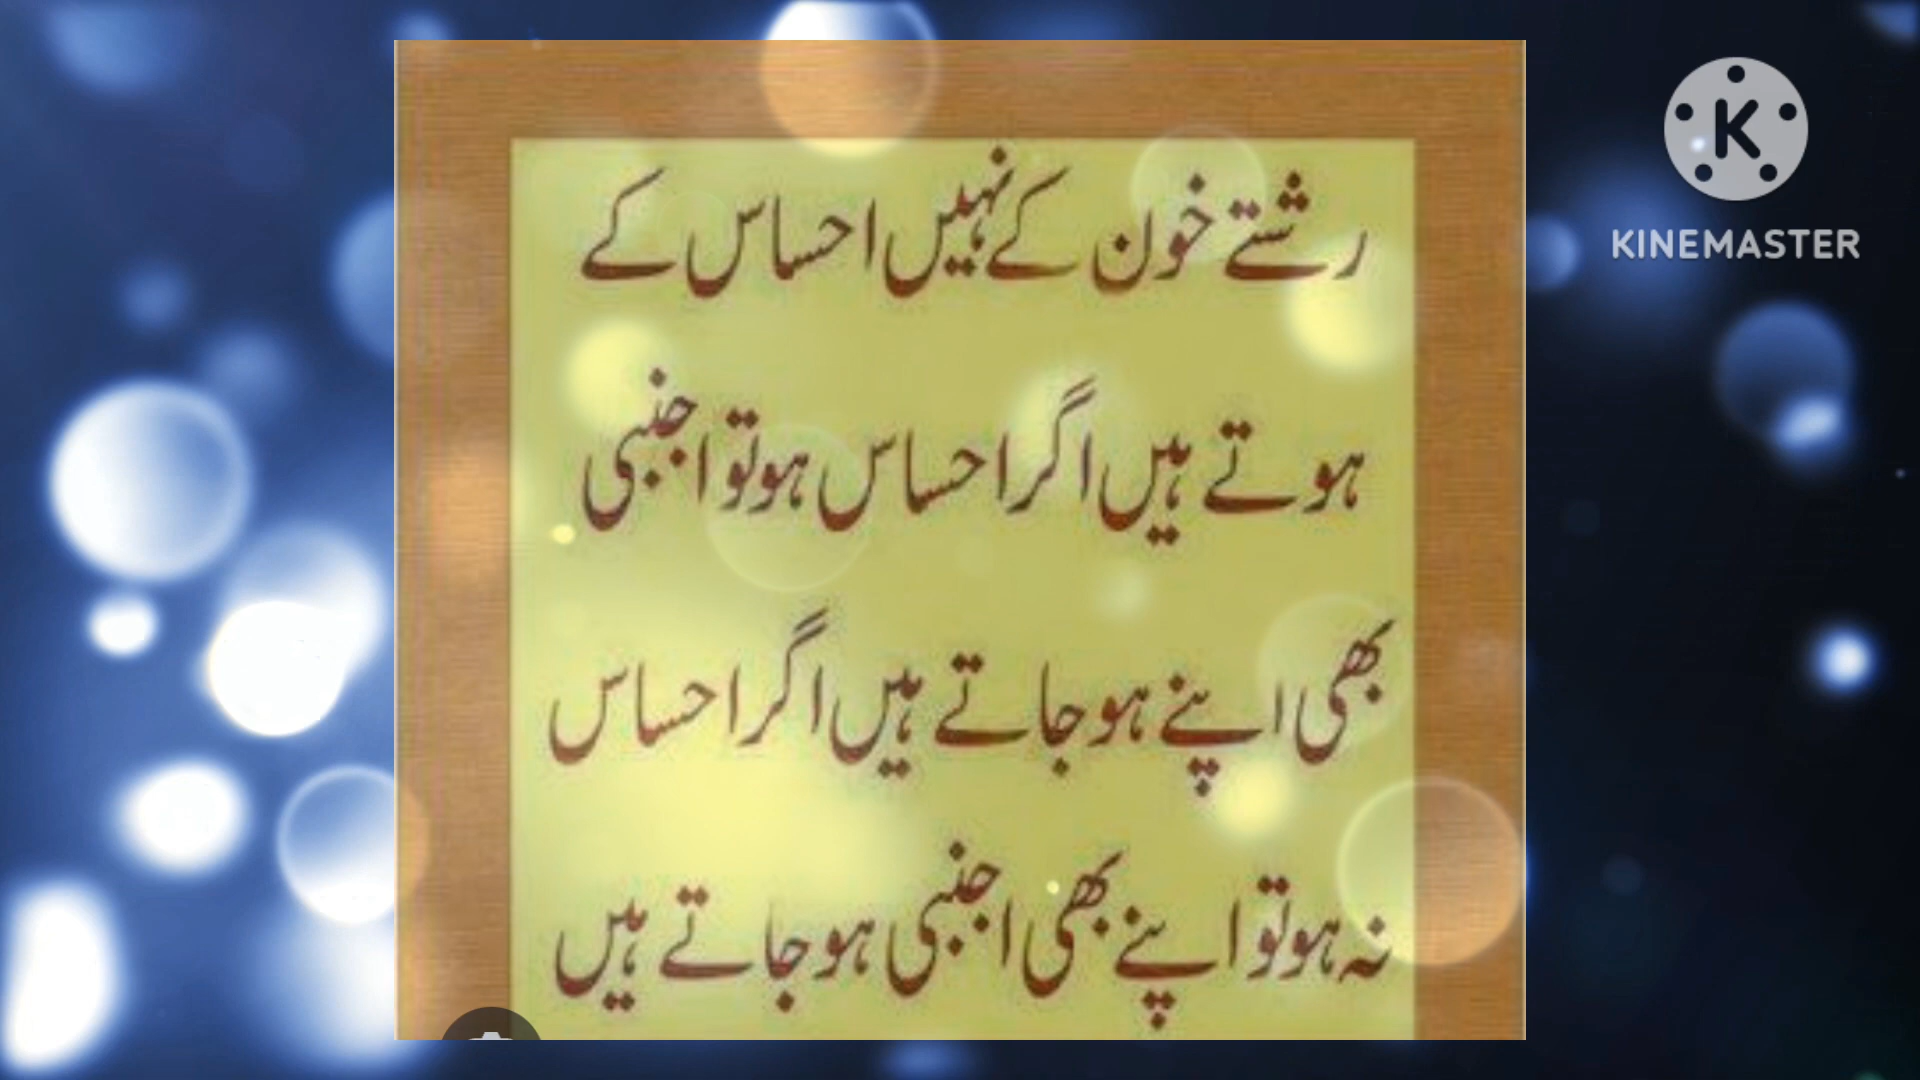 رشتے خون کے نہیں احساس کے
ہوتے ہیں اگر احساس ہو تو اجنبی
بھی اپنے ہو جاتے ہیں اگر احساس
نہ ہو تو اپنے بھی اجنبی ہو جاتے ہیں
K
KINEMASTER